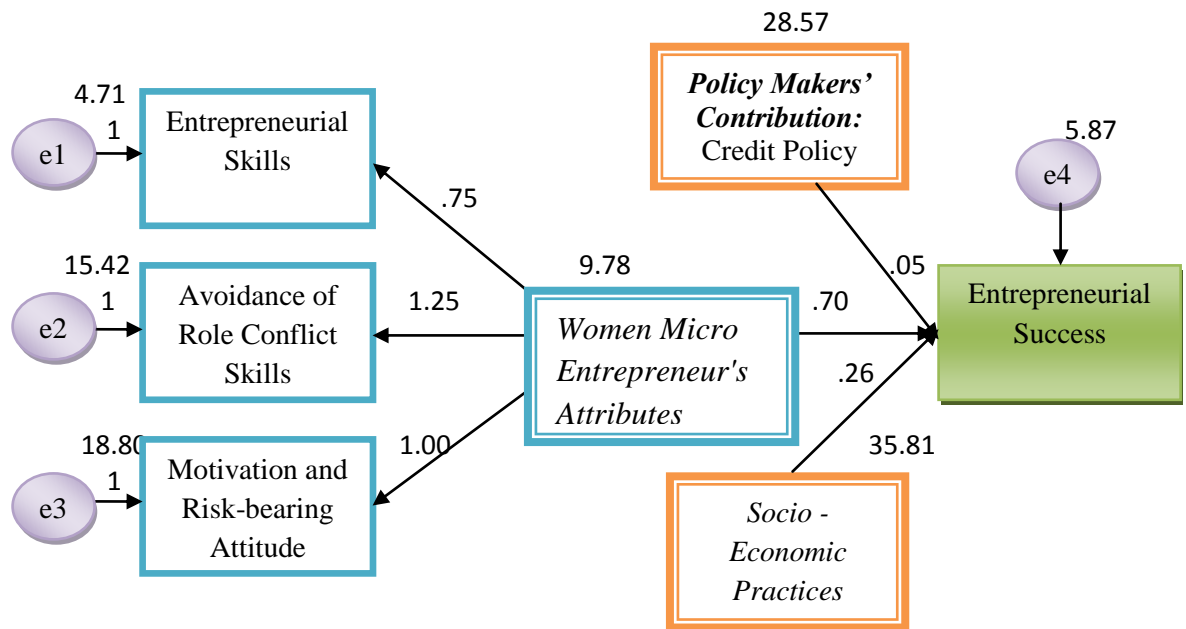 28.57
4.71
1
e1
Entrepreneurial
Skills
Policy Makers’
Contribution:
Credit Policy
5.87
e4
.75
15.42
1
e2
Avoidance of
Role Conflict
Skills
1.25
9.78
Women Micro
Entrepreneur's
Attributes
.05
.70
.26
Entrepreneurial
Success
18.80
1
e3
Motivation and
Risk-bearing
Attitude
1.00
35.81
Socio -
Economic
Practices